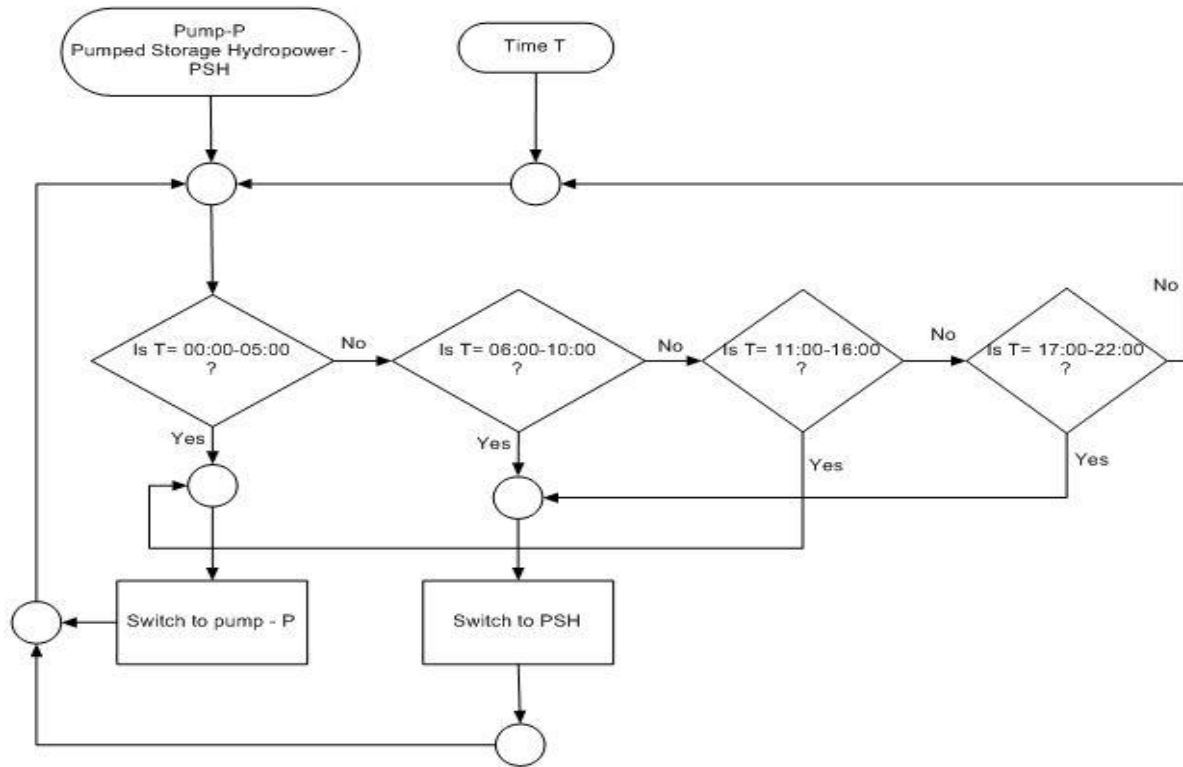 Pump-P
Pumped Storage Hydropower -
PSH
Time T
No
Is T= 00:00-05:00
?
No
Is T= 06:00-10:00
?
No
Is T= 11:00-16:00
?
No
Is T= 17:00-22:00
?
Yes
Yes
Yes
Yes
Switch to pump - P
Switch to PSH